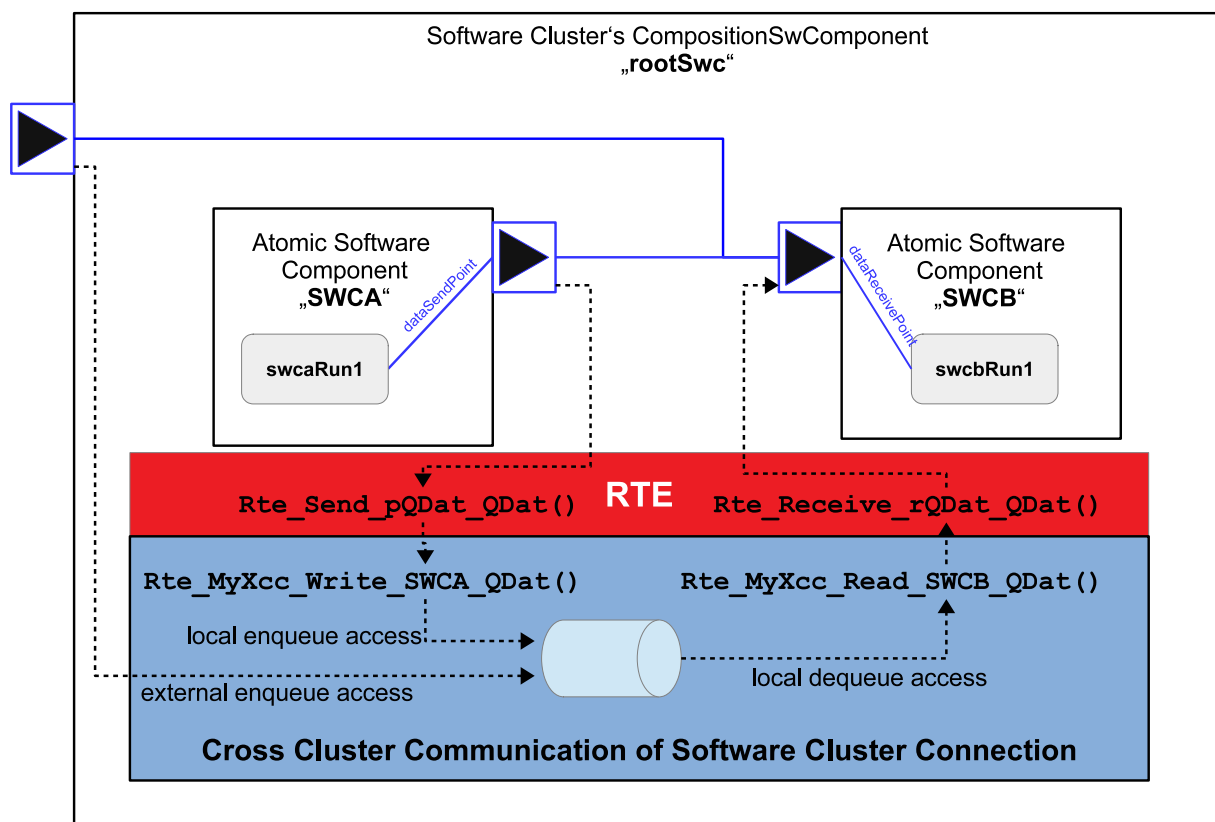 Software Cluster‘s CompositionSwComponent
„rootSwc“
Atomic Software
Component
„SWCA“
dataSendPoint
swcaRun1
Atomic Software
Component
„SWCB“
dataReceivePoint
swcbRun1
RTE
Rte_Send_pQDat_QDat()
Rte_Receive_rQDat_QDat()
Rte_MyXcc_Write_SWCA_QDat()
Rte_MyXcc_Read_SWCB_QDat()
local enqueue access
external enqueue access
local dequeue access
Cross Cluster Communication of Software Cluster Connection